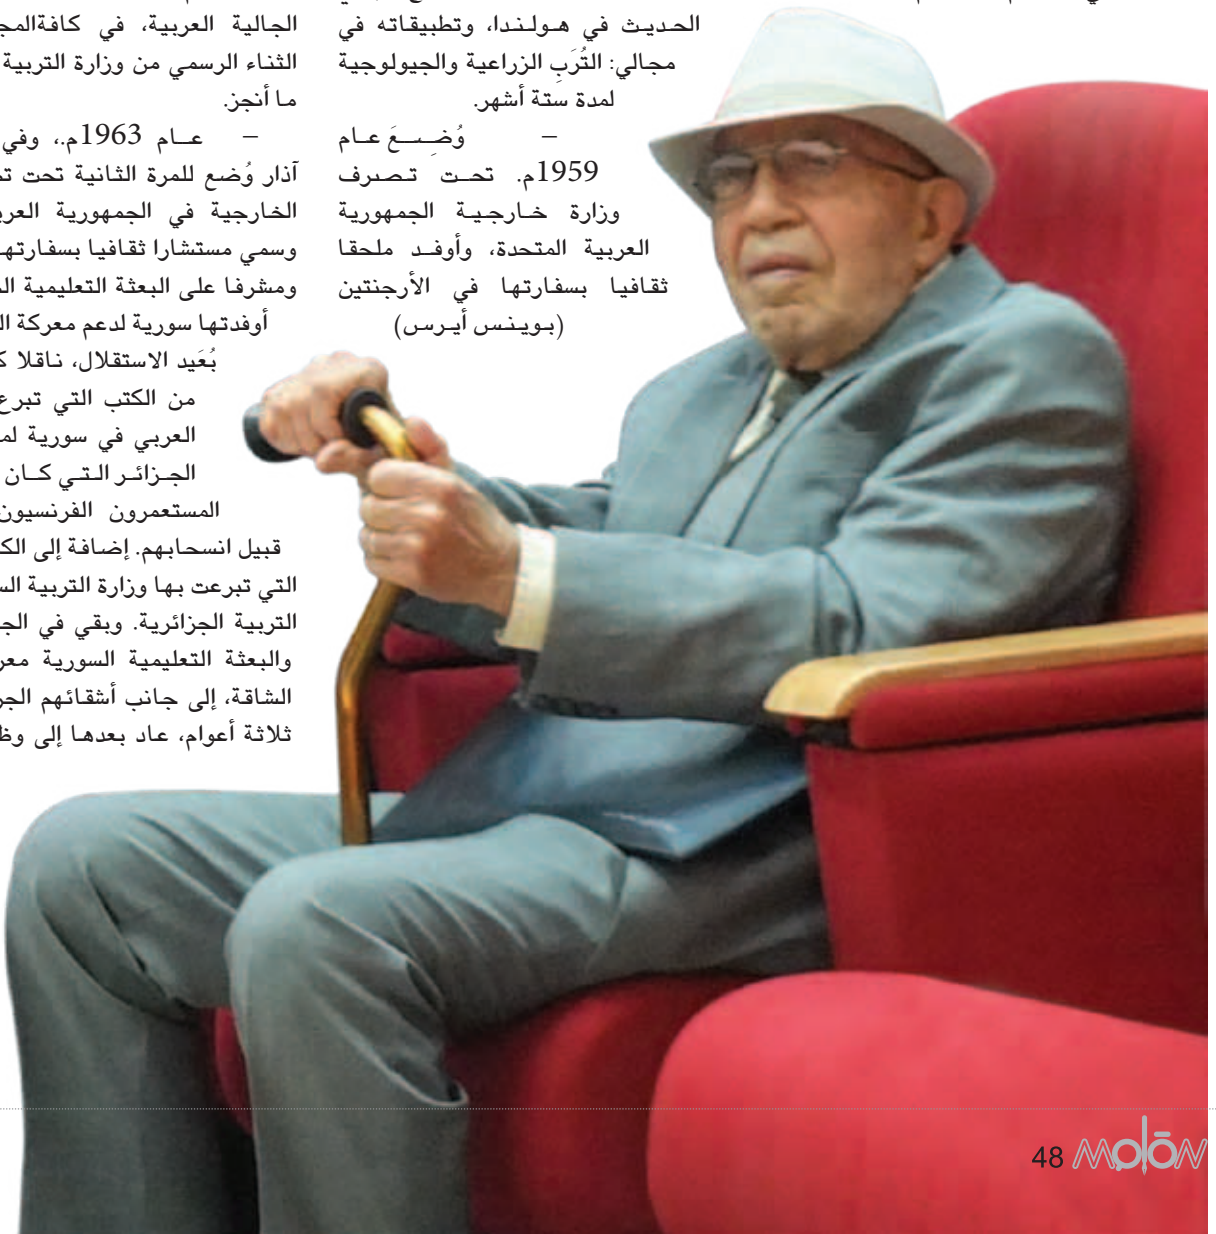 الحديث في هولندا، وتطبيقاته في
مجالي: التُرَبِ الزراعية والجيولوجية
لمدة ستة أشهر.
– وُضِعَ عام
1959م. تحت تصرف
وزارة خارجية الجمهورية
العربية المتحدة، وأوفد ملحقا
ثقافيا بسفارتها في الأرجنتين
(بوينس أيرس)
الجالية العربية، في كافةالمج
الثناء الرسمي من وزارة التربية
ما أنجز.
– عام 1963م.، وفي
آذار وُضع للمرة الثانية تحت ت
الخارجية في الجمهورية العرب
وسمي مستشارا ثقافيا بسفارتها
ومشرفا على البعثة التعليمية ال
أوفدتها سورية لدعم معركة ال
بُعَيد الاستقلال، ناقلا ك
من الكتب التي تبرع
العربي في سورية لم
الجزائر التي كان
المستعمرون الفرنسيون
قبيل انسحابهم. إضافة إلى الك
التي تبرعت بها وزارة التربية الس
التربية الجزائرية. وبقي في الج
والبعثة التعليمية السورية معر
الشاقة، إلى جانب أشقائهم الجز
ثلاثة أعوام، عاد بعدها إلى وظ
48